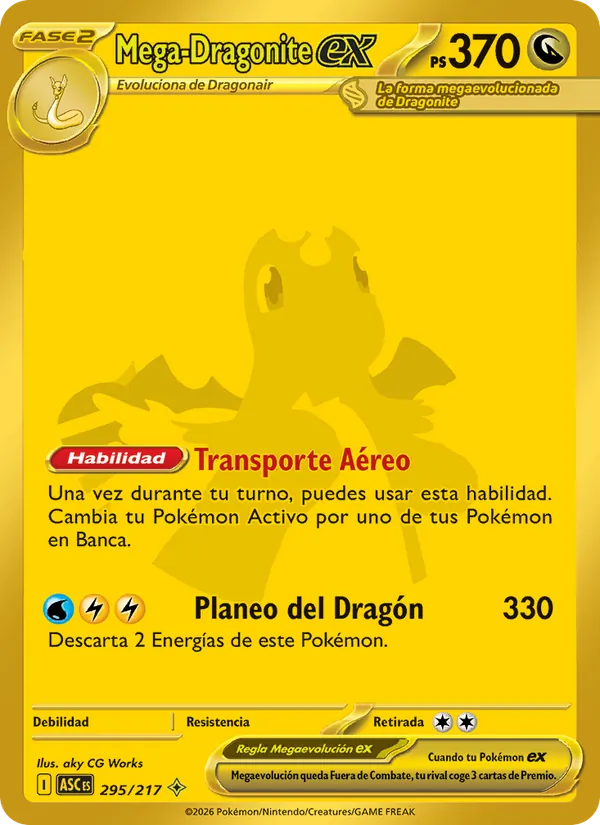 FASE 2
Mega-Dragonite ex PS 370
Evoluciona de Dragonair
La forma megaevolucionada
de Dragonite
Habilidad Transporte Aéreo
Una vez durante tu turno, puedes usar esta habilidad.
Cambia tu Pokémon Activo por uno de tus Pokémon
en Banca.
Planeo del Dragón 330
Descarta 2 Energías de este Pokémon.
Debilidad Resistencia Retirada
Ilus. aky CG Works
Regla Megaevolución ex Cuando tu Pokémon ex
Megaevolución queda Fuera de Combate, tu rival coge 3 cartas de Premio.
I ASC ES 295/217
©2026 Pokémon/Nintendo/Creatures/GAME FREAK